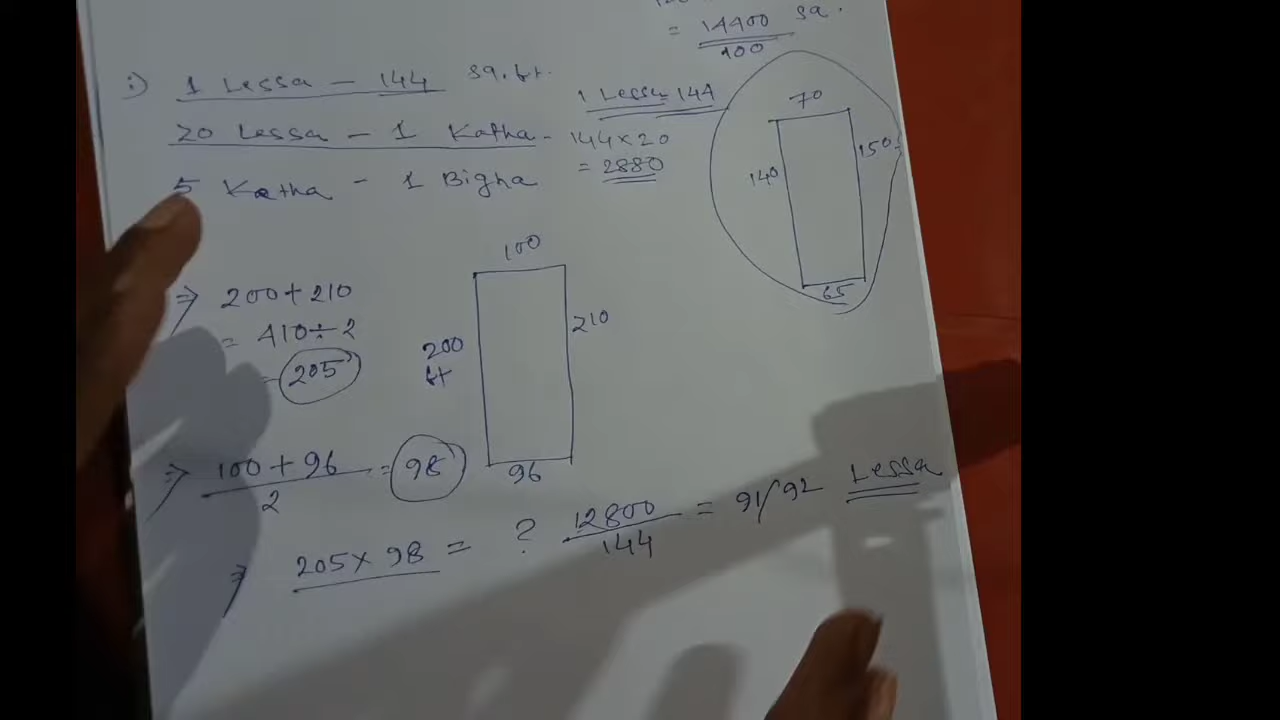 = 14400 sq.
100
:) 1 Lessa - 144 sq.ft.
1 Lessa = 144
20 Lessa - 1 Katha - 144 x 20
= 2880
5 Katha - 1 Bigha
70
140
150
65
100
200 ft
210
96
⇒ 200 + 210
= 410 ÷ 2
= 205
⇒ 100 + 96 = 98
2
⇒ 205 x 98 = ? 12800 = 91/92 Lessa
144